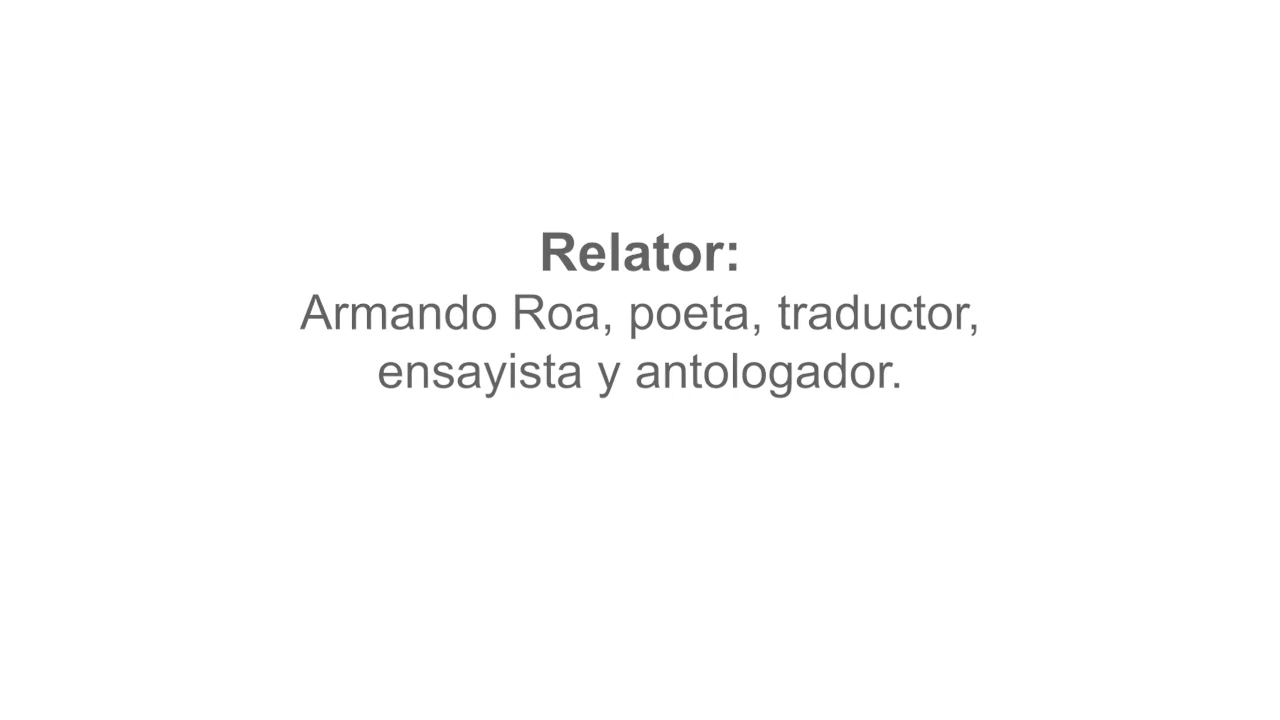 Relator:
Armando Roa, poeta, traductor,
ensayista y antologador.